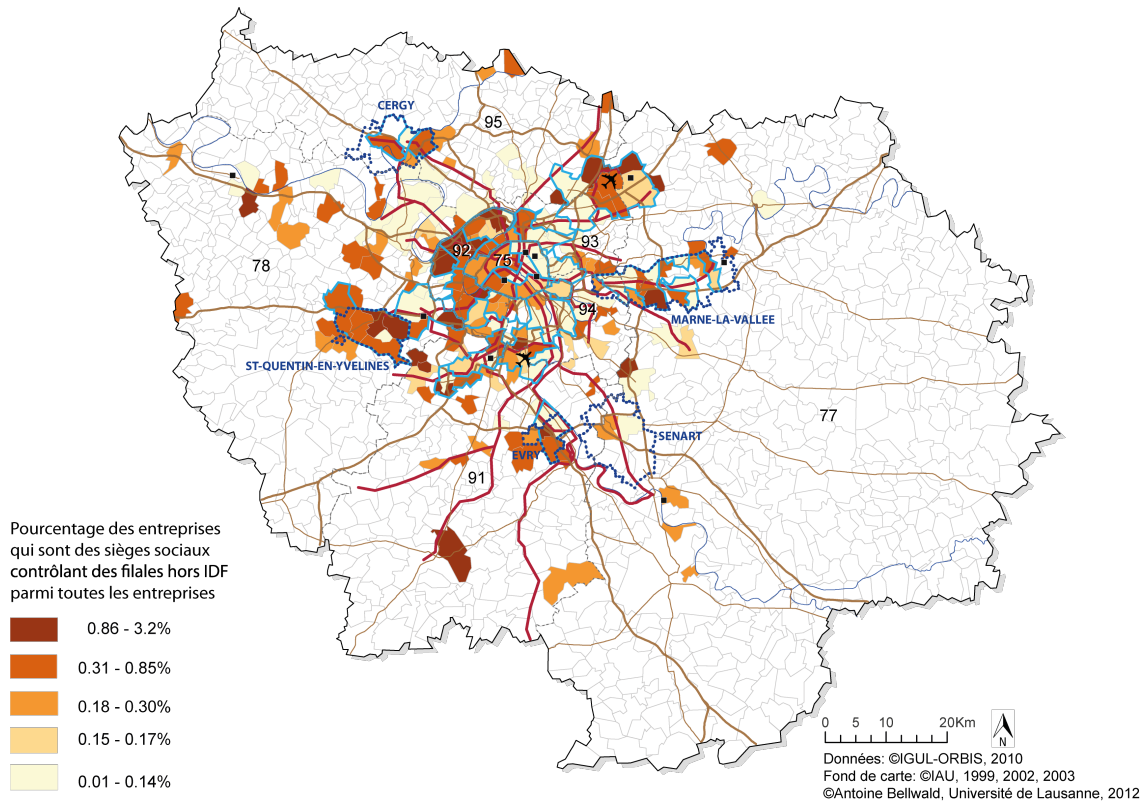 CERGY
95
93
92
75
78
94
MARNE-LA-VALLEE
ST-QUENTIN-EN-YVELINES
77
SENART
EVRY
91
Pourcentage des entreprises
qui sont des sièges sociaux
contrôlant des filales hors IDF
parmi toutes les entreprises
0.86 - 3.2%
0.31 - 0.85%
0.18 - 0.30%
0.15 - 0.17%
0.01 - 0.14%
0 5 10 20Km
N
Données: ©IGUL-ORBIS, 2010
Fond de carte: ©IAU, 1999, 2002, 2003
©Antoine Bellwald, Université de Lausanne, 2012